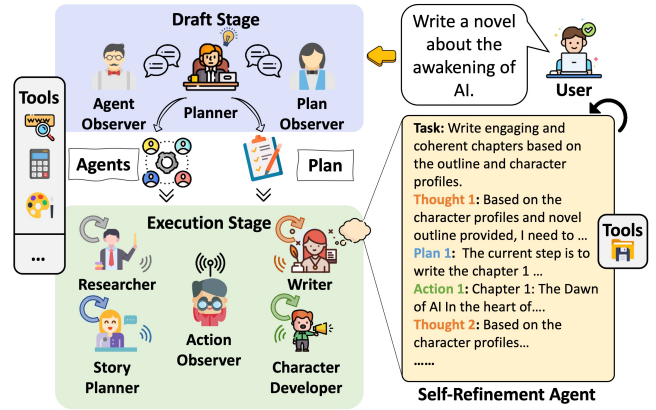 Draft Stage
Agent
Observer
Planner
Plan
Observer
Write a novel
about the
awakening of
AI.
User
Tools
WWW
...
Agents
Plan
Execution Stage
Researcher
Writer
Action
Observer
Story
Planner
Character
Developer
Task: Write engaging and
coherent chapters based on
the outline and character
profiles.
Thought 1: Based on the
character profiles and novel
outline provided, I need to ...
Plan 1: The current step is to
write the chapter 1 ...
Action 1: Chapter 1: The Dawn
of AI In the heart of....
Thought 2: Based on the
character profiles...
......
Tools
Self-Refinement Agent